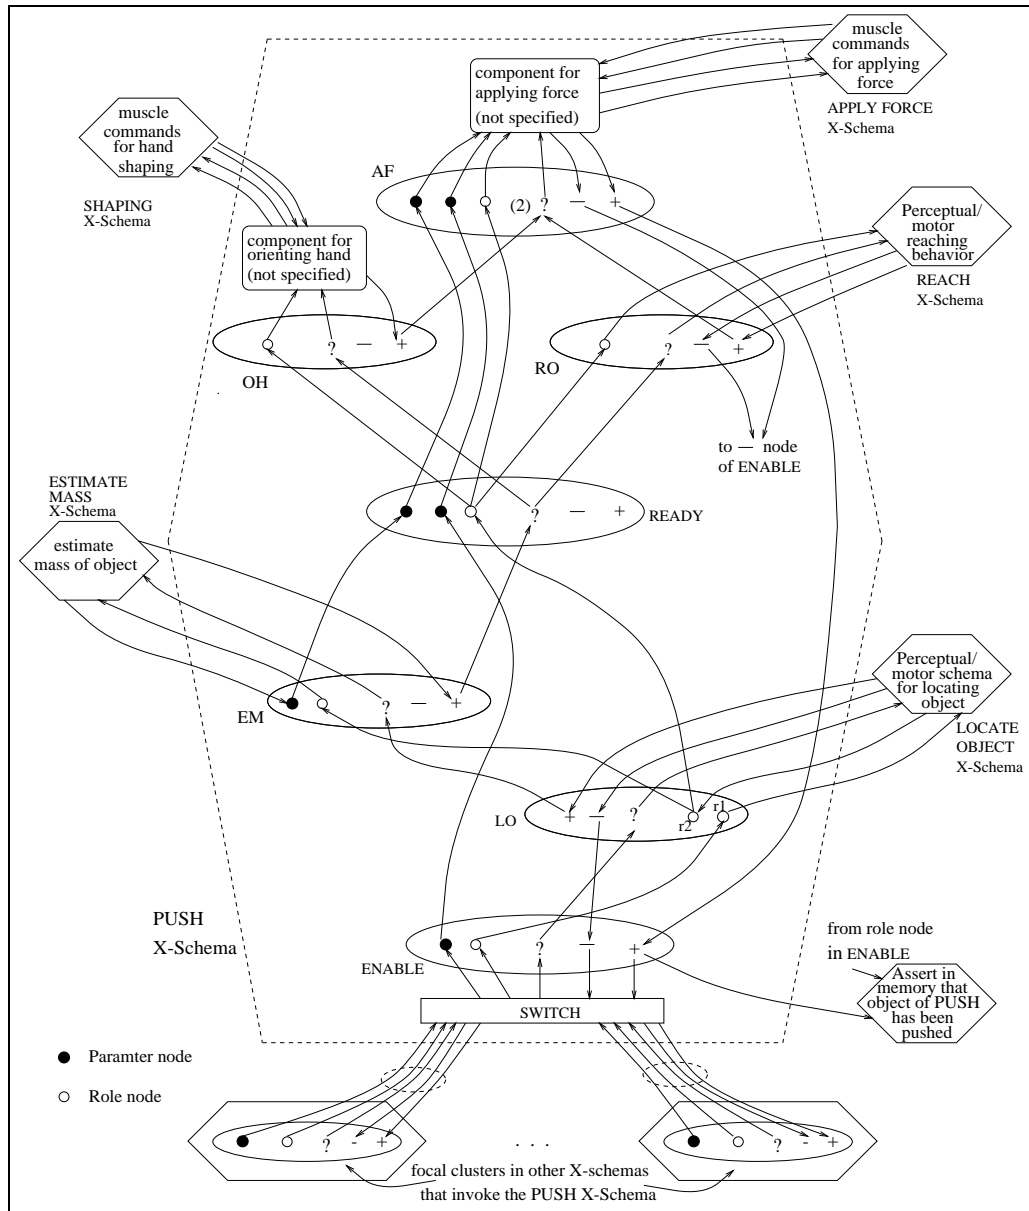 muscle
commands
for applying
force
APPLY FORCE
X-Schema
component for
applying force
(not specified)
muscle
commands
for hand
shaping
SHAPING
X-Schema
AF
(2) ? — +
component for
orienting hand
(not specified)
Perceptual/
motor
reaching
behavior
REACH
X-Schema
? — +
OH
? — +
RO
to — node
of ENABLE
ESTIMATE
MASS
X-Schema
estimate
mass of object
? — +
READY
Perceptual/
motor schema
for locating
object
LOCATE
OBJECT
X-Schema
? — +
EM
+ — ? r2 r1
LO
PUSH
X-Schema
? — +
ENABLE
from role node
in ENABLE
Assert in
memory that
object of PUSH
has been
pushed
SWITCH
Paramter node
Role node
? - +
. . .
? - +
focal clusters in other X-schemas
that invoke the PUSH X-Schema